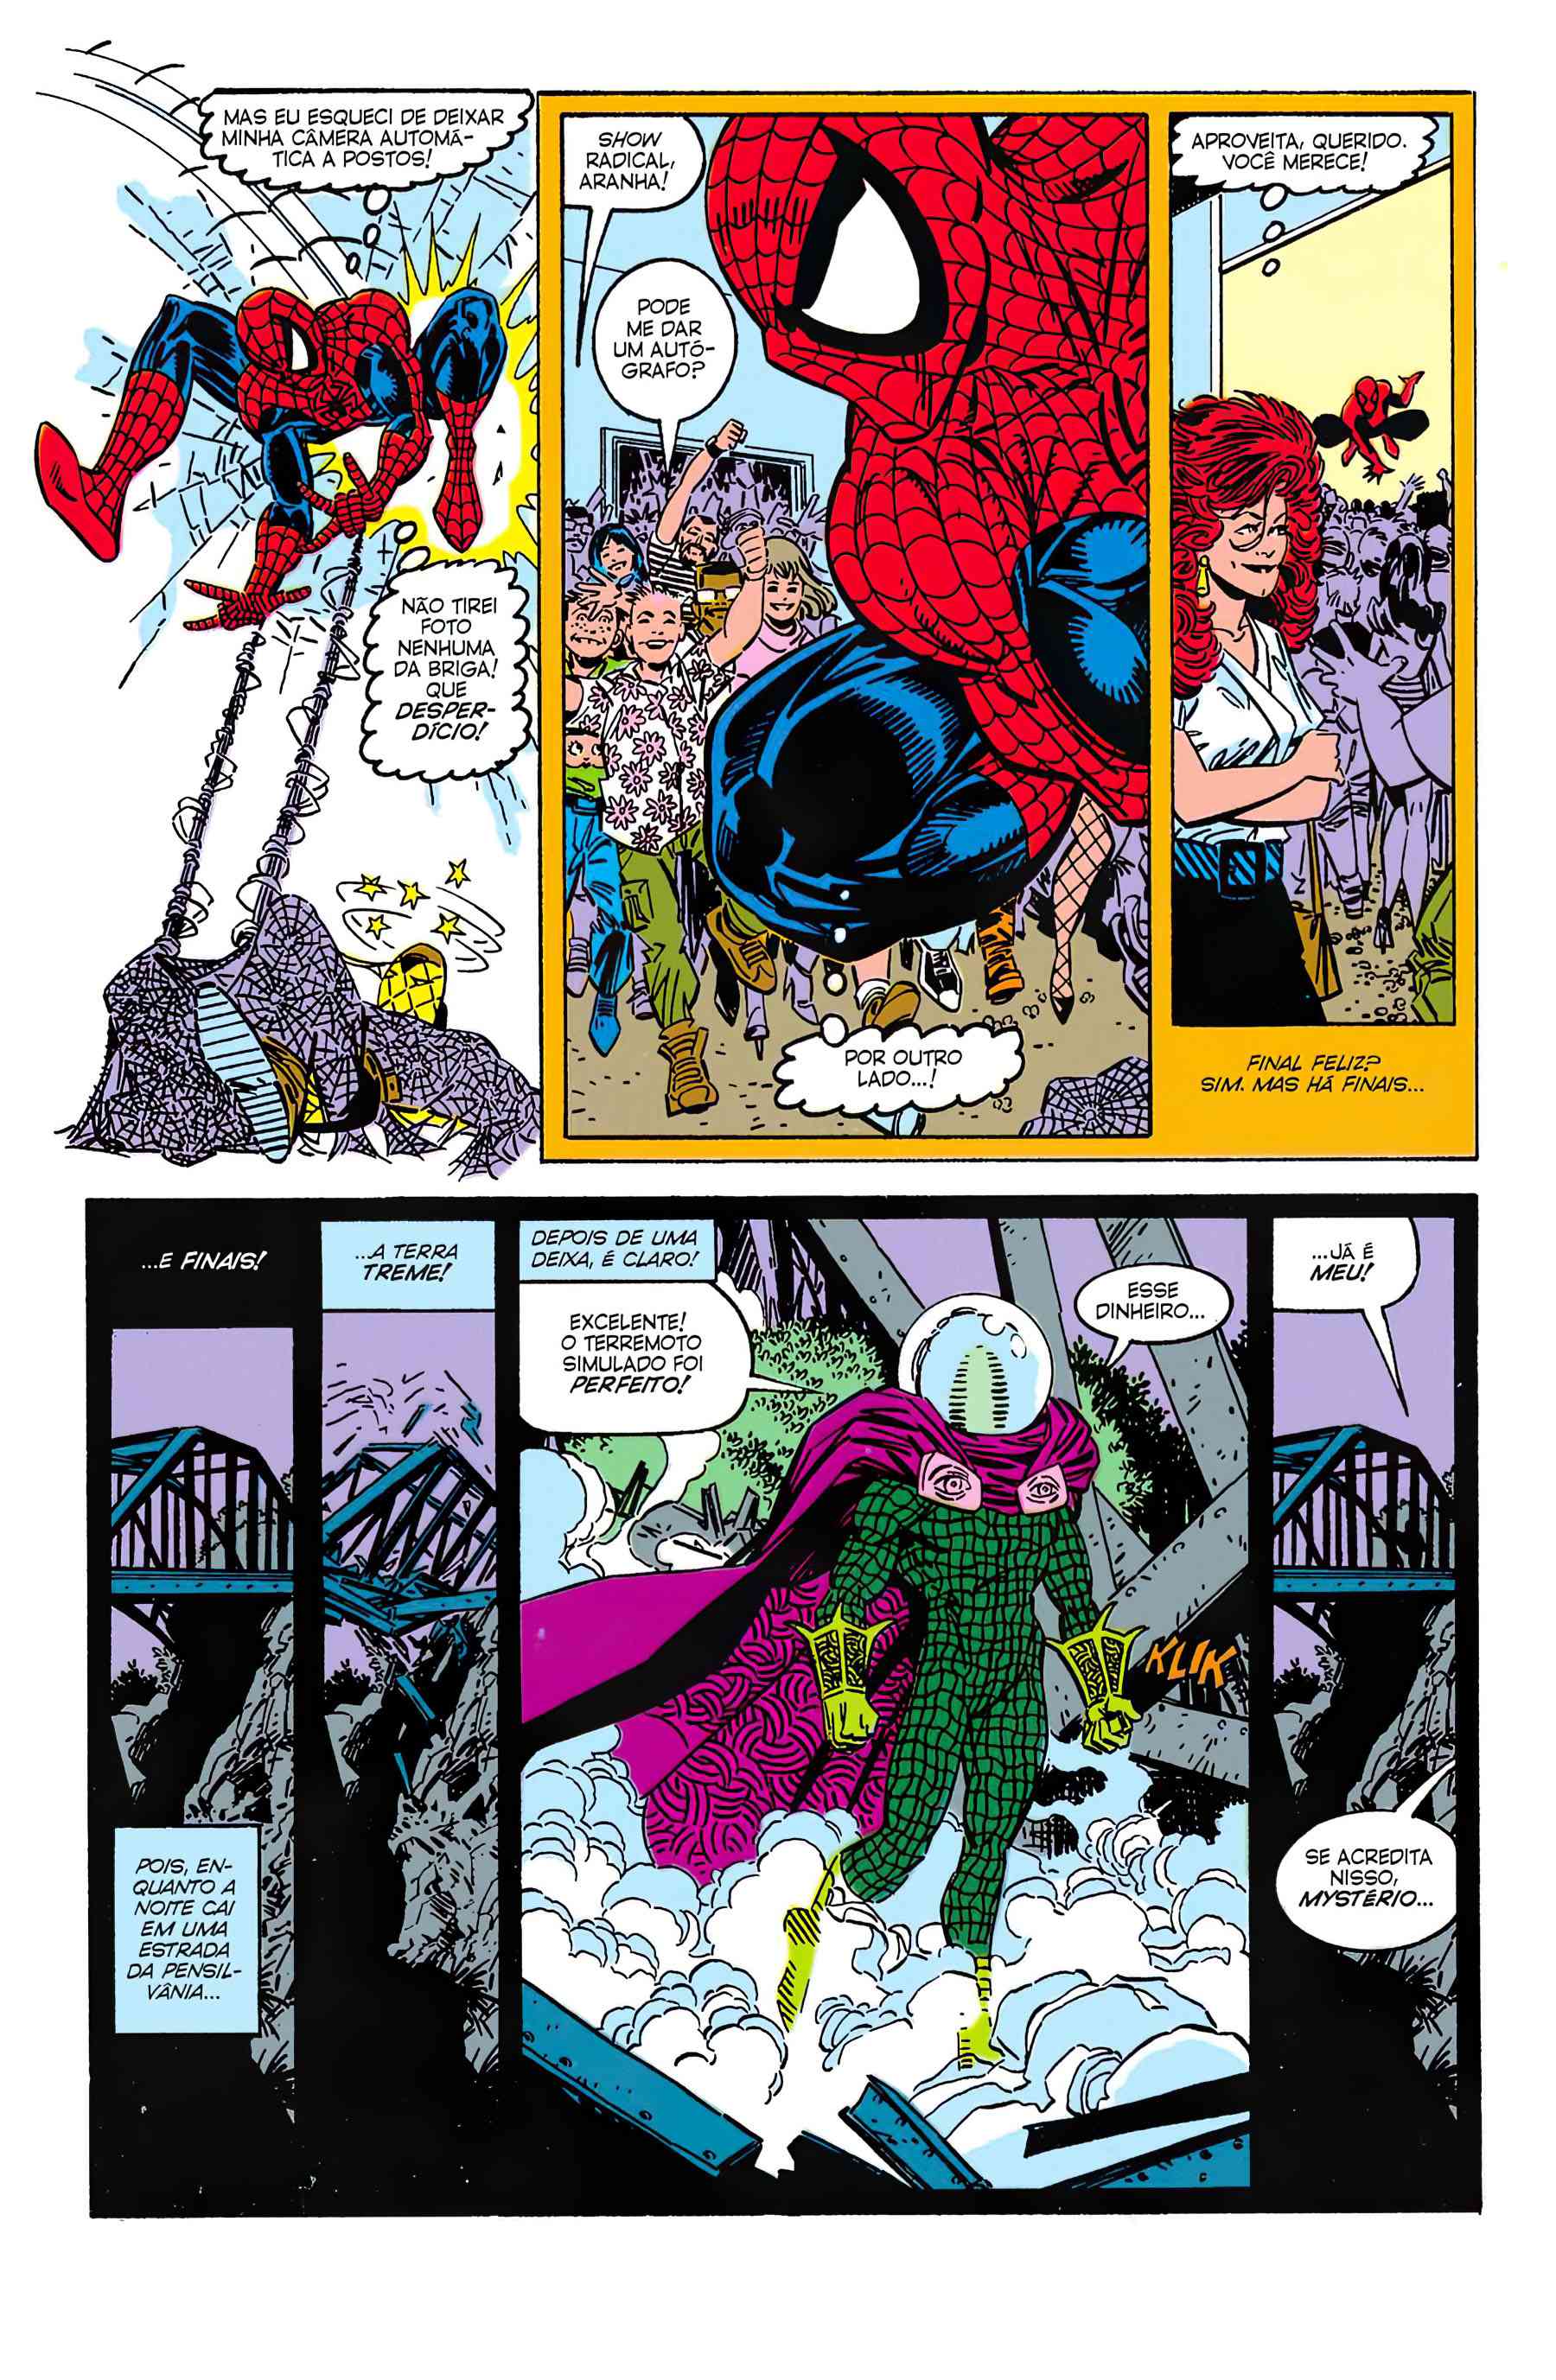 MAS EU ESQUECI DE DEIXAR
MINHA CÂMERA AUTOMÁ-
TICA A POSTOS!
NÃO TIREI
FOTO
NENHUMA
DA BRIGA!
QUE
DESPER-
DÍCIO!
SHOW
RADICAL,
ARANHA!
PODE
ME DAR
UM AUTÓ-
GRAFO?
POR OUTRO
LADO...!
APROVEITA, QUERIDO.
VOCÊ MERECE!
FINAL FELIZ?
SIM. MAS HÁ FINAIS...
...E FINAIS!
POIS, EN-
QUANTO A
NOITE CAI
EM UMA
ESTRADA
DA PENSIL-
VÂNIA...
...A TERRA
TREME!
DEPOIS DE UMA
DEIXA, É CLARO!
EXCELENTE!
O TERREMOTO
SIMULADO FOI
PERFEITO!
ESSE
DINHEIRO...
KLIK
...JÁ É
MEU!
SE ACREDITA
NISSO,
MYSTÉRIO...